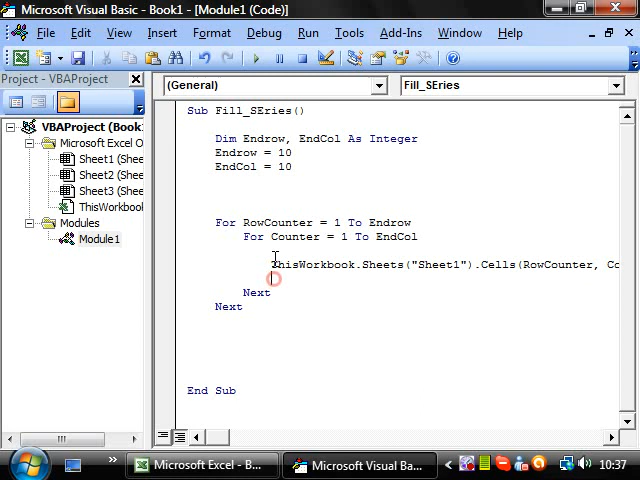 Microsoft Visual Basic - Book1 - [Module1 (Code)]
File Edit View Insert Format Debug Run Tools Add-Ins Window Help
Project - VBAProject
(General) Fill_SEries
VBAProject (Book
Microsoft Excel O
Sheet1 (Shee
Sheet2 (Shee
Sheet3 (Shee
ThisWorkbook
Modules
Module1
Sub Fill_SEries()
Dim Endrow, EndCol As Integer
Endrow = 10
EndCol = 10
For RowCounter = 1 To Endrow
For Counter = 1 To EndCol
ThisWorkbook.Sheets("Sheet1").Cells(RowCounter, Co
Next
Next
End Sub
Microsoft Excel - B...
Microsoft Visual Ba...
10:37